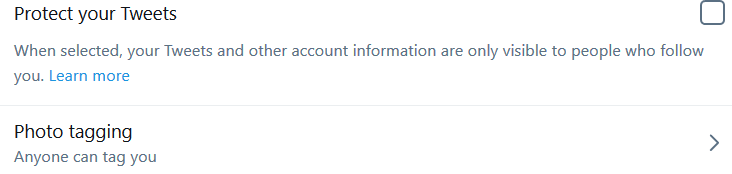 Protect your Tweets
When selected, your Tweets and other account information are only visible to people who follow
you. Learn more
Photo tagging
Anyone can tag you